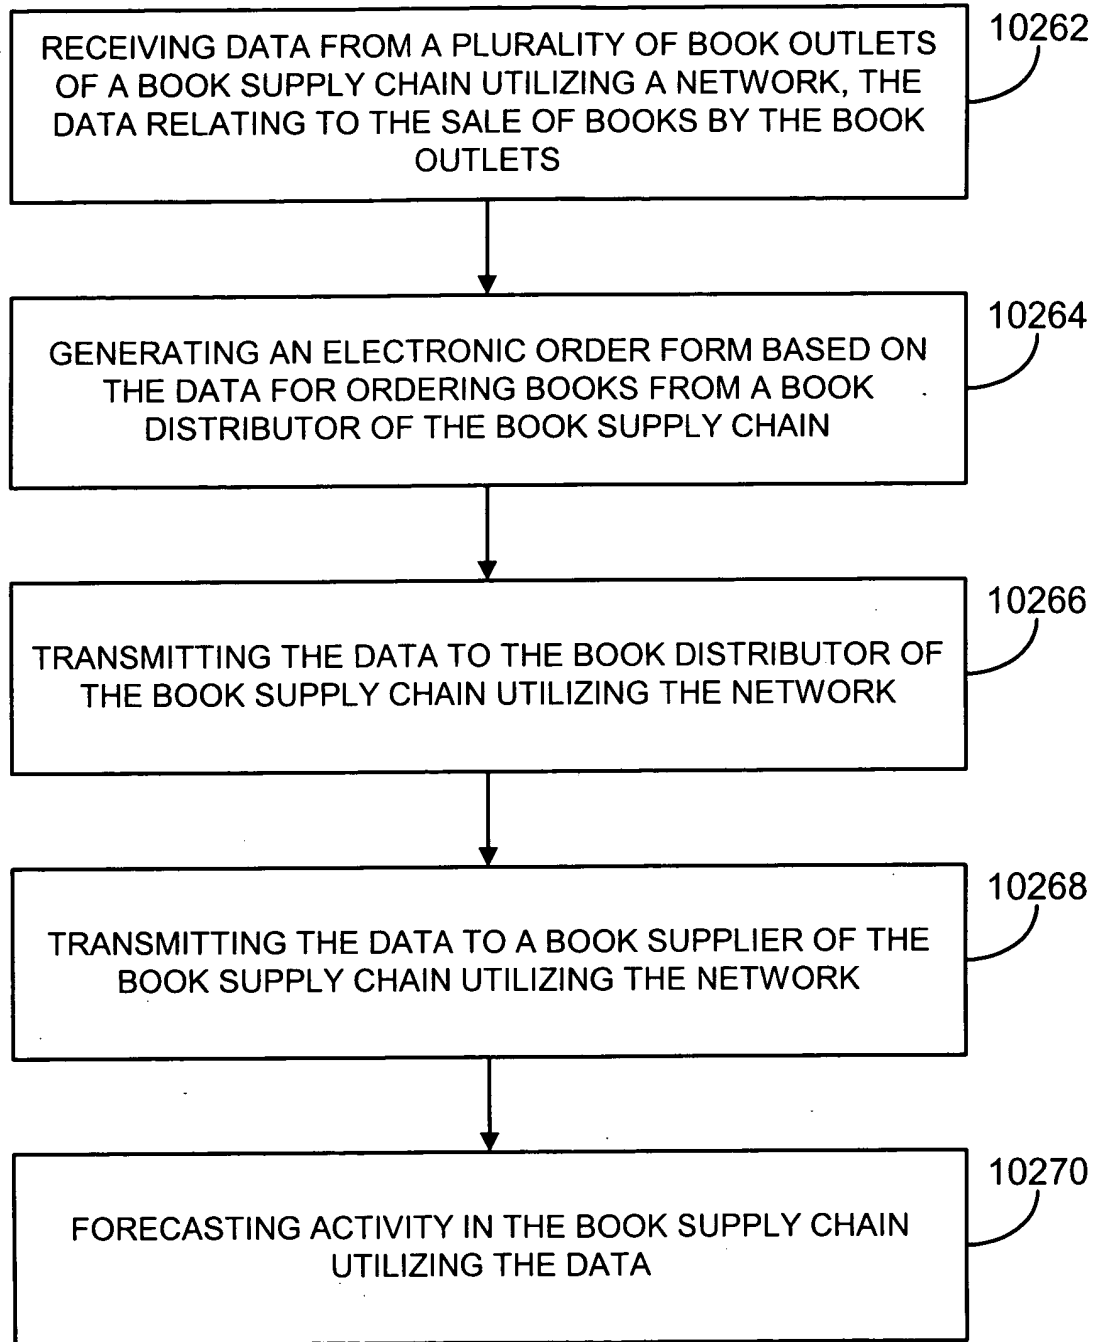 RECEIVING DATA FROM A PLURALITY OF BOOK OUTLETS
OF A BOOK SUPPLY CHAIN UTILIZING A NETWORK, THE
DATA RELATING TO THE SALE OF BOOKS BY THE BOOK
OUTLETS
10262
GENERATING AN ELECTRONIC ORDER FORM BASED ON
THE DATA FOR ORDERING BOOKS FROM A BOOK
DISTRIBUTOR OF THE BOOK SUPPLY CHAIN
10264
TRANSMITTING THE DATA TO THE BOOK DISTRIBUTOR OF
THE BOOK SUPPLY CHAIN UTILIZING THE NETWORK
10266
TRANSMITTING THE DATA TO A BOOK SUPPLIER OF THE
BOOK SUPPLY CHAIN UTILIZING THE NETWORK
10268
FORECASTING ACTIVITY IN THE BOOK SUPPLY CHAIN
UTILIZING THE DATA
10270